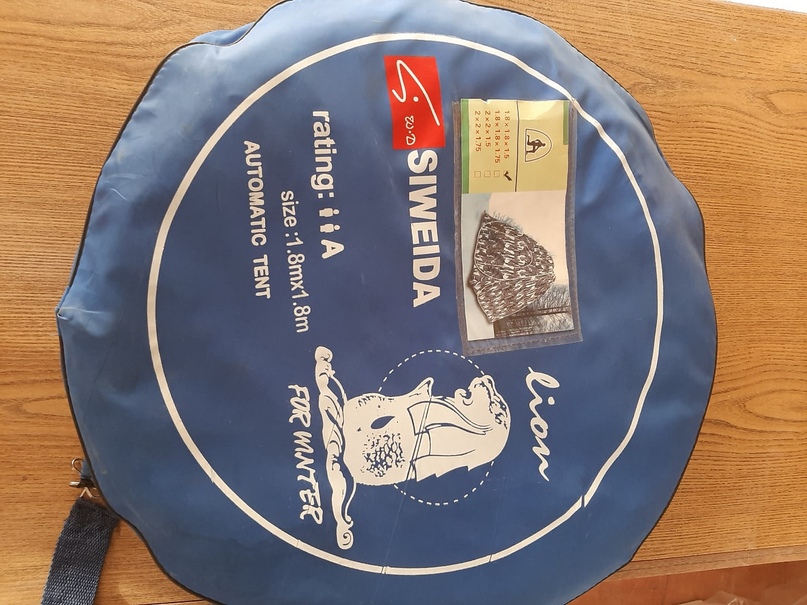 S.W.D
SIWEIDA
rating: A
size:1.8mx1.8m
AUTOMATIC TENT
1.8×1.8×1.5 ✓
1.8×1.8×1.75 □
2×2×1.5 □
2×2×1.75 □
lion
FOR WINTER